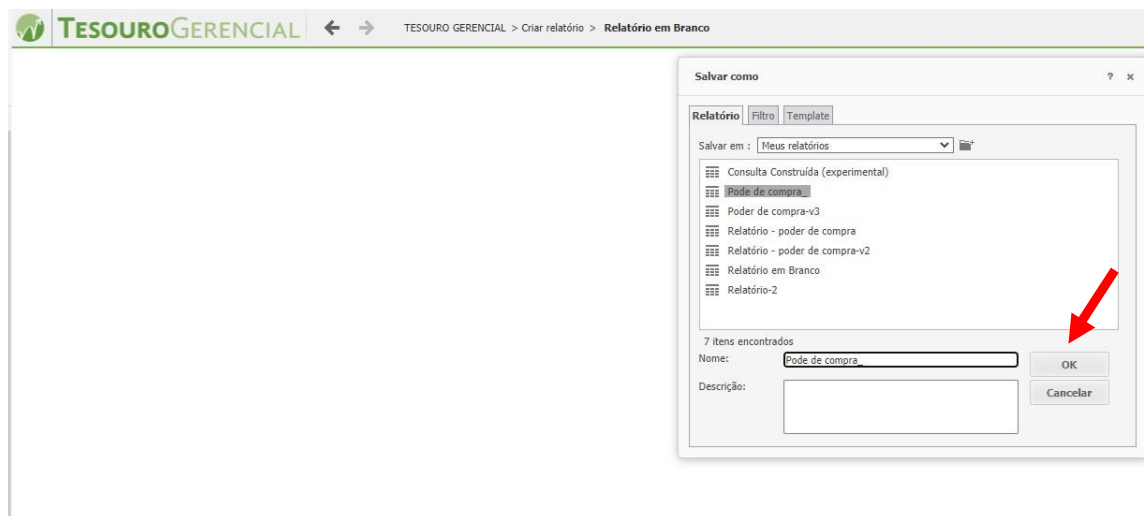 TESOUROGERENCIAL
TESOURO GERENCIAL > Criar relatório > Relatório em Branco
Salvar como ? x
Relatório Filtro Template
Salvar em : Meus relatórios
Consulta Construída (experimental)
Pode de compra_
Poder de compra-v3
Relatório - poder de compra
Relatório - poder de compra-v2
Relatório em Branco
Relatório-2
7 itens encontrados
Nome: Pode de compra_
OK
Descrição:
Cancelar